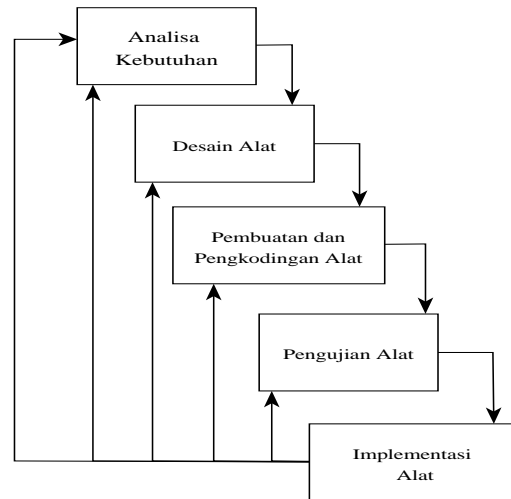 Analisa
Kebutuhan
Desain Alat
Pembuatan dan
Pengkodingan Alat
Pengujian Alat
Implementasi
Alat